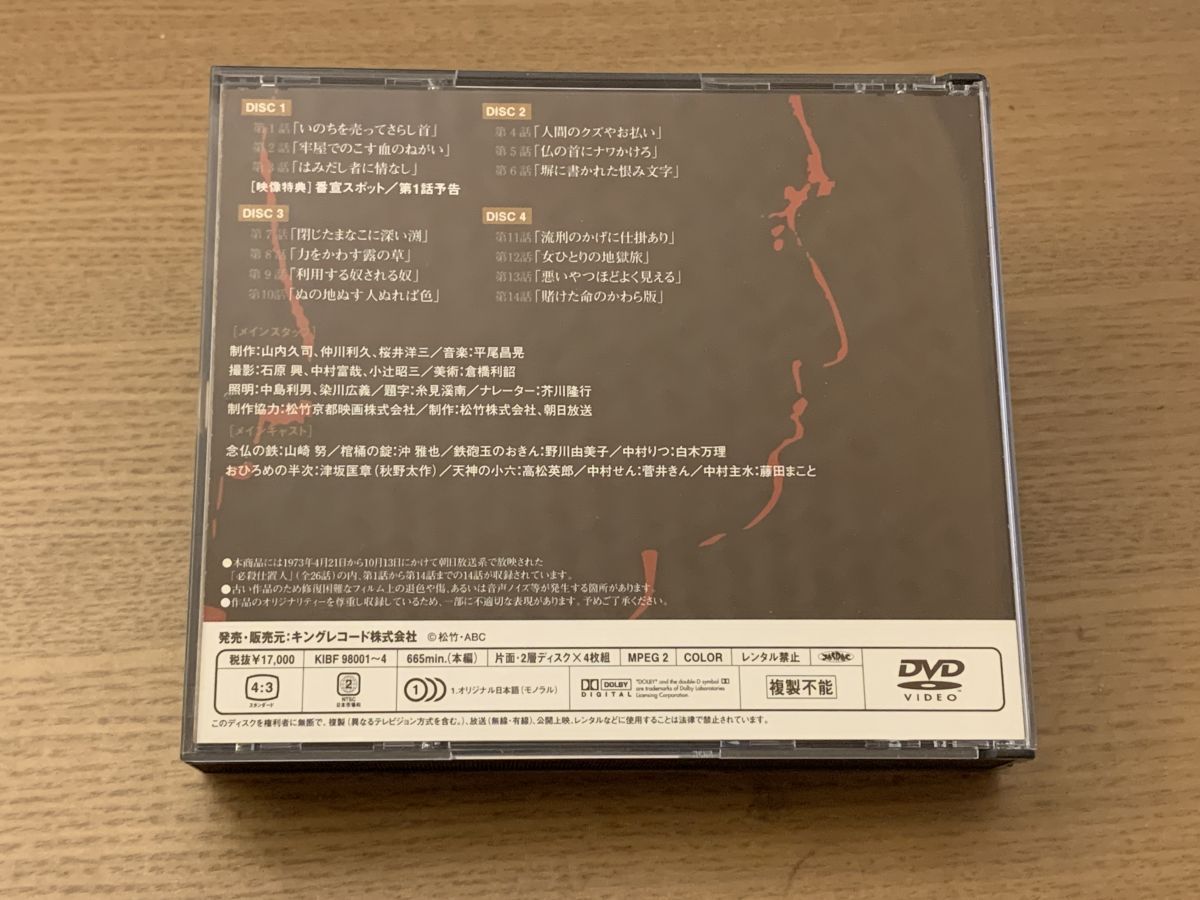 DISC 1
第1話「いのちを売ってさらし首」
第2話「牢屋でのこす血のねがい」
第3話「はみだし者に情なし」
[映像特典] 番宣スポット／第1話予告
DISC 2
第4話「人間のクズやお払い」
第5話「仏の首にナワかけろ」
第6話「塀に書かれた恨み文字」
DISC 3
第7話「閉じたまなこに深い渕」
第8話「力をかわす露の草」
第9話「利用する奴される奴」
第10話「ぬの地ぬす人ぬれば色」
DISC 4
第11話「流刑のかげに仕掛あり」
第12話「女ひとりの地獄旅」
第13話「悪いやつほどよく見える」
第14話「賭けた命のかわら版」
[メインスタッフ]
制作:山内久司、仲川利久、桜井洋三／音楽:平尾昌晃
撮影:石原 興、中村富哉、小辻昭三／美術:倉橋利韶
照明:中島利男、染川広義／題字:糸見溪南／ナレーター:芥川隆行
制作協力:松竹京都映画株式会社／制作:松竹株式会社、朝日放送
[メインキャスト]
念仏の鉄:山崎 努／棺桶の錠:沖 雅也／鉄砲玉のおきん:野川由美子／中村りつ:白木万理
おひろめの半次:津坂匡章(秋野太作)／天神の小六:高松英郎／中村せん:菅井きん／中村主水:藤田まこと
●本商品には1973年4月21日から10月13日にかけて朝日放送系で放映された
「必殺仕置人」(全26話)の内、第1話から第14話までの14話が収録されています。
●古い作品のため修復困難なフィルム上の退色や傷、あるいは音声ノイズ等が発生する箇所があります。
●作品のオリジナリティーを尊重し収録しているため、一部に不適切な表現があります。予めご了承ください。
発売・販売元:キングレコード株式会社 ©松竹・ABC
税抜¥17,000 KIBF 98001〜4 665min.(本編) 片面・2層ディスク×4枚組 MPEG 2 COLOR レンタル禁止 JASRAC
4:3
スタンダード
2
NTSC
日本市場向
1
1.オリジナル日本語(モノラル)
DOLBY
DIGITAL
"DOLBY" and the double-D symbol
are trademarks of Dolby Laboratories
Licensing Corporation.
複製不能
DVD
VIDEO
このディスクを権利者に無断で、複製(異なるテレビジョン方式を含む。)、放送(無線・有線)、公開上映、レンタルなどに使用することは法律で禁止されています。